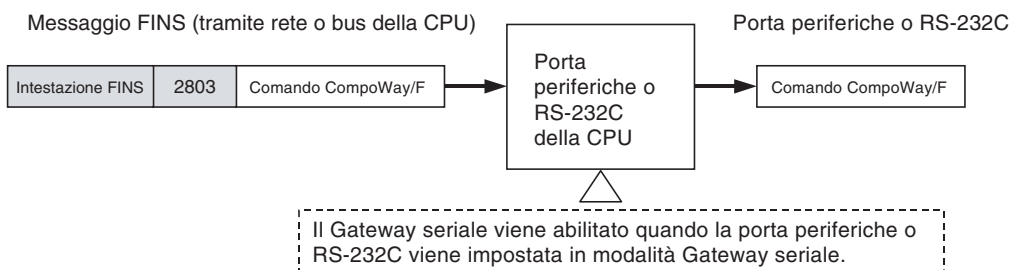 Messaggio FINS (tramite rete o bus della CPU)
Porta periferiche o RS-232C
Intestazione FINS
2803
Comando CompoWay/F
Porta
periferiche o
RS-232C
della CPU
Comando CompoWay/F
Il Gateway seriale viene abilitato quando la porta periferiche o
RS-232C viene impostata in modalità Gateway seriale.